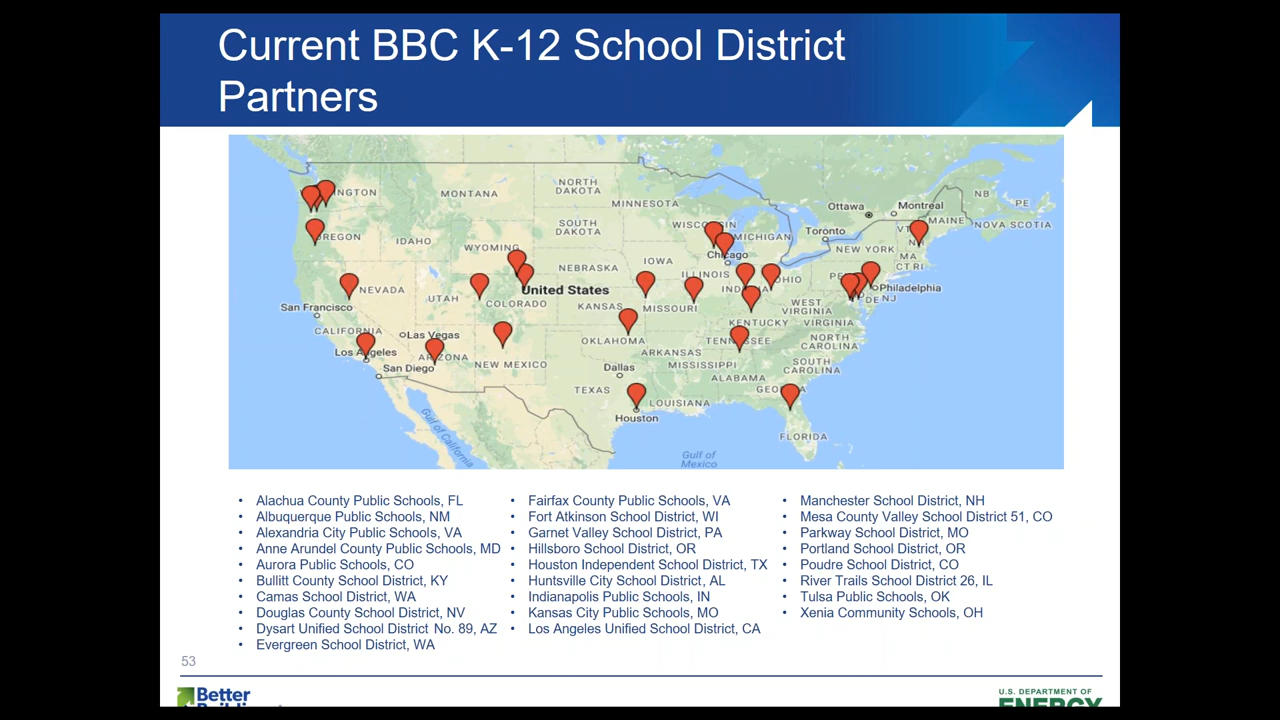 Current BBC K-12 School District
Partners
NORTH
DAKOTA
MONTANA
MINNESOTA
SOUTH
DAKOTA
WISC
IDAHO
WYOMING
IOWA
NEBRASKA
NEVADA
UTAH
COLORADO
United States
KANSAS
MISSOURI
ILLINOIS
Chicago
MICHIGAN
Toronto
Ottawa
Montreal
NB
PE
MAINE
NOVA SCOTIA
VT
NH
NEW YORK
MA
CT RI
Philadelphia
DE NJ
WEST
VIRGINIA
VIRGINIA
KENTUCKY
NORTH
CAROLINA
SOUTH
CAROLINA
San Francisco
CALIFORNIA
Las Vegas
Los Angeles
San Diego
NEW MEXICO
OKLAHOMA
ARKANSAS
MISSISSIPPI
ALABAMA
Dallas
TEXAS
LOUISIANA
Houston
FLORIDA
Gulf of
California
Gulf of
Mexico
• Alachua County Public Schools, FL
• Albuquerque Public Schools, NM
• Alexandria City Public Schools, VA
• Anne Arundel County Public Schools, MD
• Aurora Public Schools, CO
• Bullitt County School District, KY
• Camas School District, WA
• Douglas County School District, NV
• Dysart Unified School District No. 89, AZ
• Evergreen School District, WA
• Fairfax County Public Schools, VA
• Fort Atkinson School District, WI
• Garnet Valley School District, PA
• Hillsboro School District, OR
• Houston Independent School District, TX
• Huntsville City School District, AL
• Indianapolis Public Schools, IN
• Kansas City Public Schools, MO
• Los Angeles Unified School District, CA
• Manchester School District, NH
• Mesa County Valley School District 51, CO
• Parkway School District, MO
• Portland School District, OR
• Poudre School District, CO
• River Trails School District 26, IL
• Tulsa Public Schools, OK
• Xenia Community Schools, OH
53
Better
U.S. DEPARTMENT OF
ENERGY